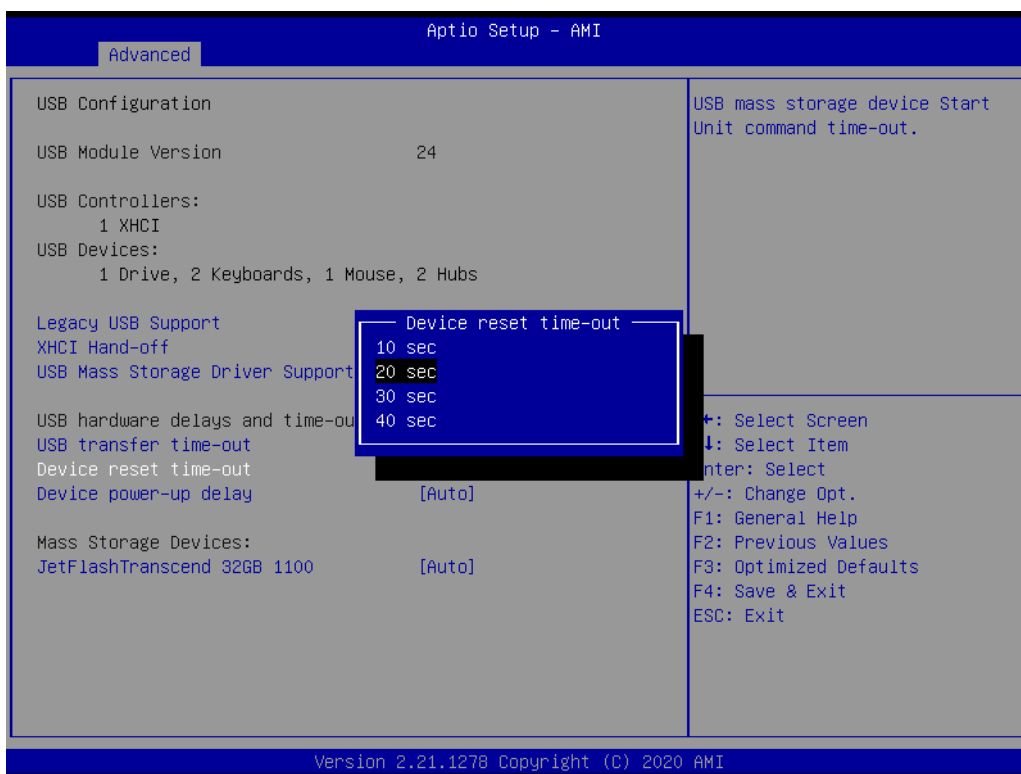 Aptio Setup – AMI
Advanced
USB Configuration
USB Module Version 24
USB Controllers:
1 XHCI
USB Devices:
1 Drive, 2 Keyboards, 1 Mouse, 2 Hubs
Legacy USB Support
XHCI Hand-off
USB Mass Storage Driver Support
USB hardware delays and
USB transfer time-out
Device reset time-out
Device power-up delay [Auto]
Mass Storage Devices:
JetFlashTranscend 32GB 1100 [Auto]
Device reset time-out
10 sec
20 sec
30 sec
40 sec
USB mass storage device Start
Unit command time-out.
: Select Screen
: Select Item
: Select
+/-: Change Opt.
F1: General Help
F2: Previous Values
F3: Optimized Defaults
F4: Save & Exit
ESC: Exit
Version 2.21.1278 Copyright (C) 2020 AMI